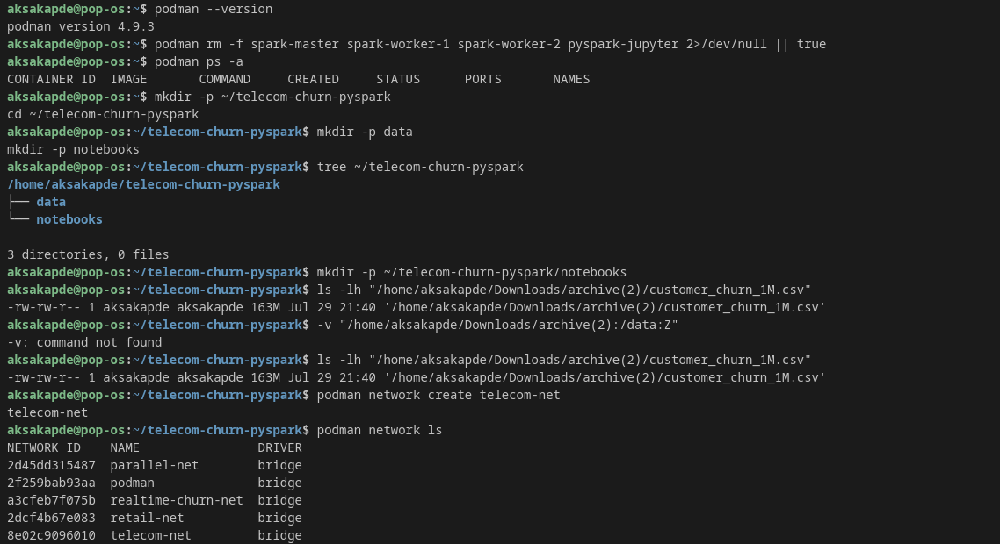 aksakapde@pop-os:~$ podman --version
podman version 4.9.3
aksakapde@pop-os:~$ podman rm -f spark-master spark-worker-1 spark-worker-2 pyspark-jupyter 2>/dev/null || true
aksakapde@pop-os:~$ podman ps -a
CONTAINER ID  IMAGE       COMMAND     CREATED     STATUS      PORTS       NAMES
aksakapde@pop-os:~$ mkdir -p ~/telecom-churn-pyspark
cd ~/telecom-churn-pyspark
aksakapde@pop-os:~/telecom-churn-pyspark$ mkdir -p data
mkdir -p notebooks
aksakapde@pop-os:~/telecom-churn-pyspark$ tree ~/telecom-churn-pyspark
/home/aksakapde/telecom-churn-pyspark
├── data
└── notebooks
3 directories, 0 files
aksakapde@pop-os:~/telecom-churn-pyspark$ mkdir -p ~/telecom-churn-pyspark/notebooks
aksakapde@pop-os:~/telecom-churn-pyspark$ ls -lh "/home/aksakapde/Downloads/archive(2)/customer_churn_1M.csv"
-rw-rw-r-- 1 aksakapde aksakapde 163M Jul 29 21:40 '/home/aksakapde/Downloads/archive(2)/customer_churn_1M.csv'
aksakapde@pop-os:~/telecom-churn-pyspark$ -v "/home/aksakapde/Downloads/archive(2):/data:Z"
-v: command not found
aksakapde@pop-os:~/telecom-churn-pyspark$ ls -lh "/home/aksakapde/Downloads/archive(2)/customer_churn_1M.csv"
-rw-rw-r-- 1 aksakapde aksakapde 163M Jul 29 21:40 '/home/aksakapde/Downloads/archive(2)/customer_churn_1M.csv'
aksakapde@pop-os:~/telecom-churn-pyspark$ podman network create telecom-net
telecom-net
aksakapde@pop-os:~/telecom-churn-pyspark$ podman network ls
NETWORK ID    NAME                DRIVER
2d45dd315487  parallel-net        bridge
2f259bab93aa  podman              bridge
a3cfeb7f075b  realtime-churn-net  bridge
2dcf4b67e083  retail-net          bridge
8e02c9096010  telecom-net         bridge